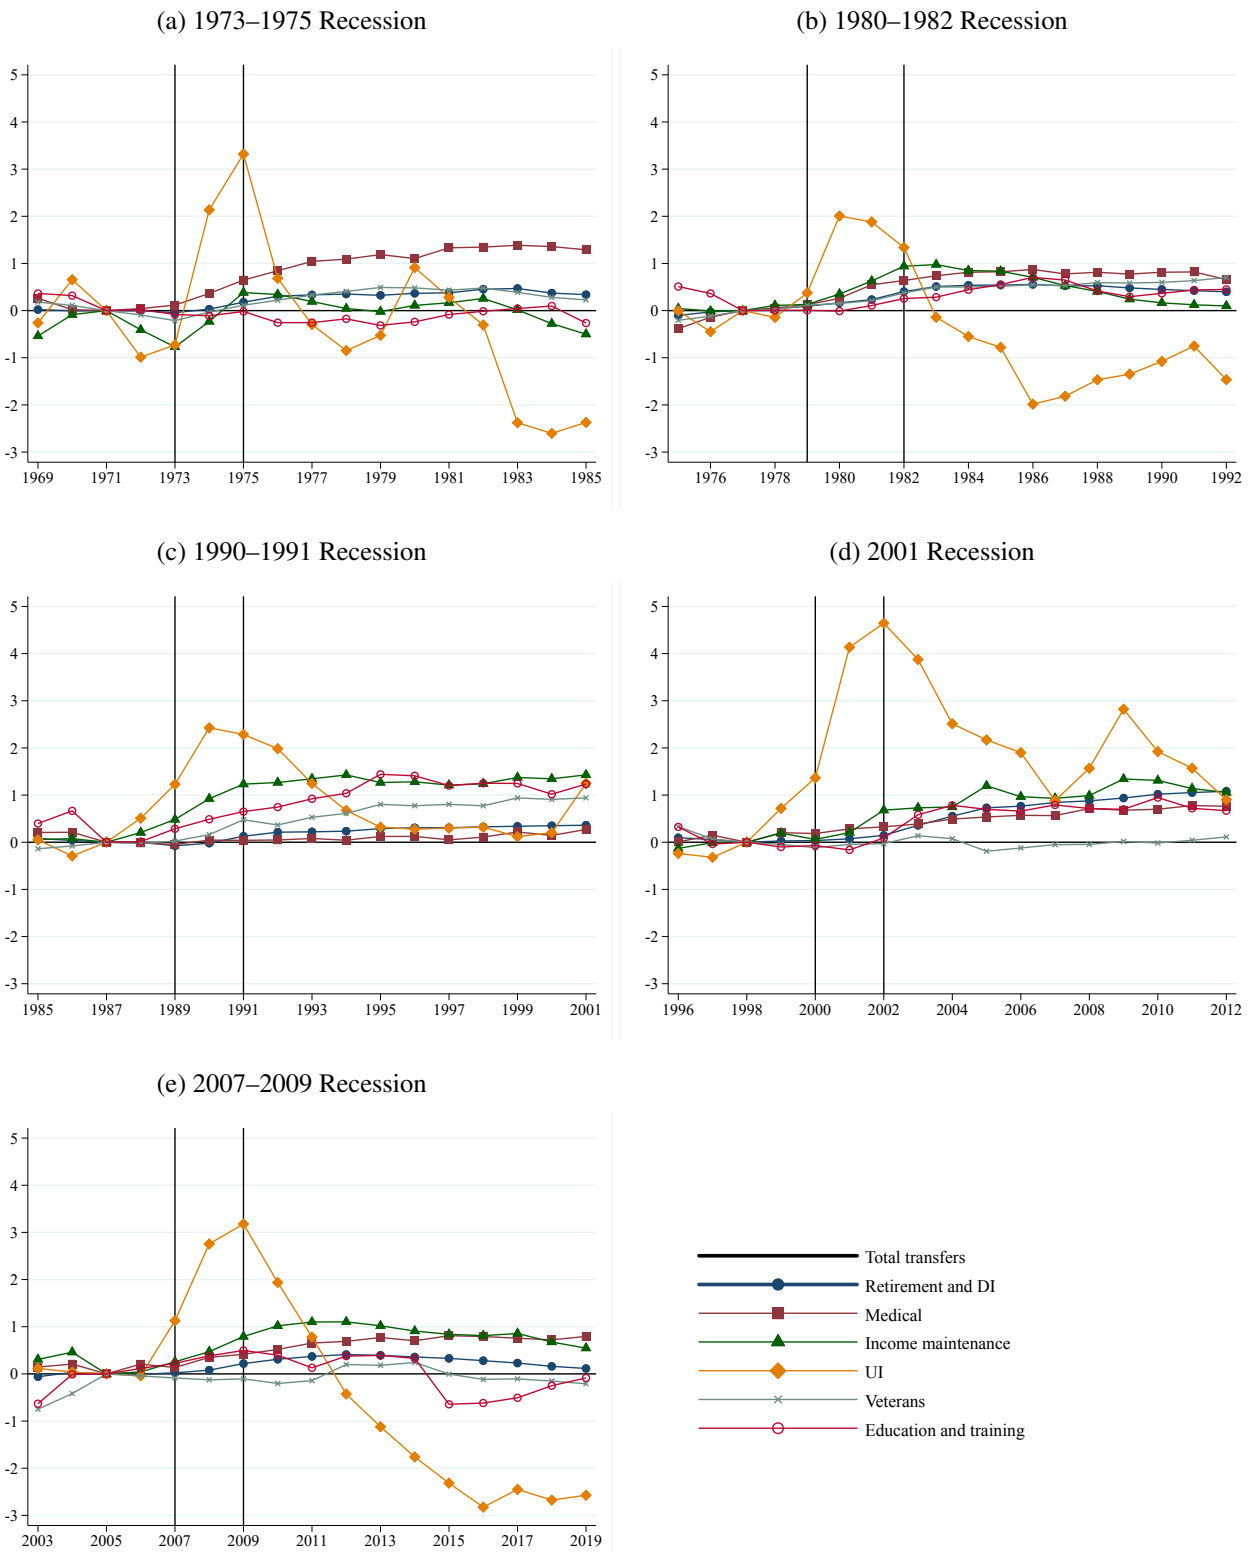 (a) 1973–1975 Recession
5
4
3
2
1
0
-1
-2
-3
1969 1971 1973 1975 1977 1979 1981 1983 1985
(b) 1980–1982 Recession
5
4
3
2
1
0
-1
-2
-3
1976 1978 1980 1982 1984 1986 1988 1990 1992
(c) 1990–1991 Recession
5
4
3
2
1
0
-1
-2
-3
1985 1987 1989 1991 1993 1995 1997 1999 2001
(d) 2001 Recession
5
4
3
2
1
0
-1
-2
-3
1996 1998 2000 2002 2004 2006 2008 2010 2012
(e) 2007–2009 Recession
5
4
3
2
1
0
-1
-2
-3
2003 2005 2007 2009 2011 2013 2015 2017 2019
Total transfers
Retirement and DI
Medical
Income maintenance
UI
Veterans
Education and training